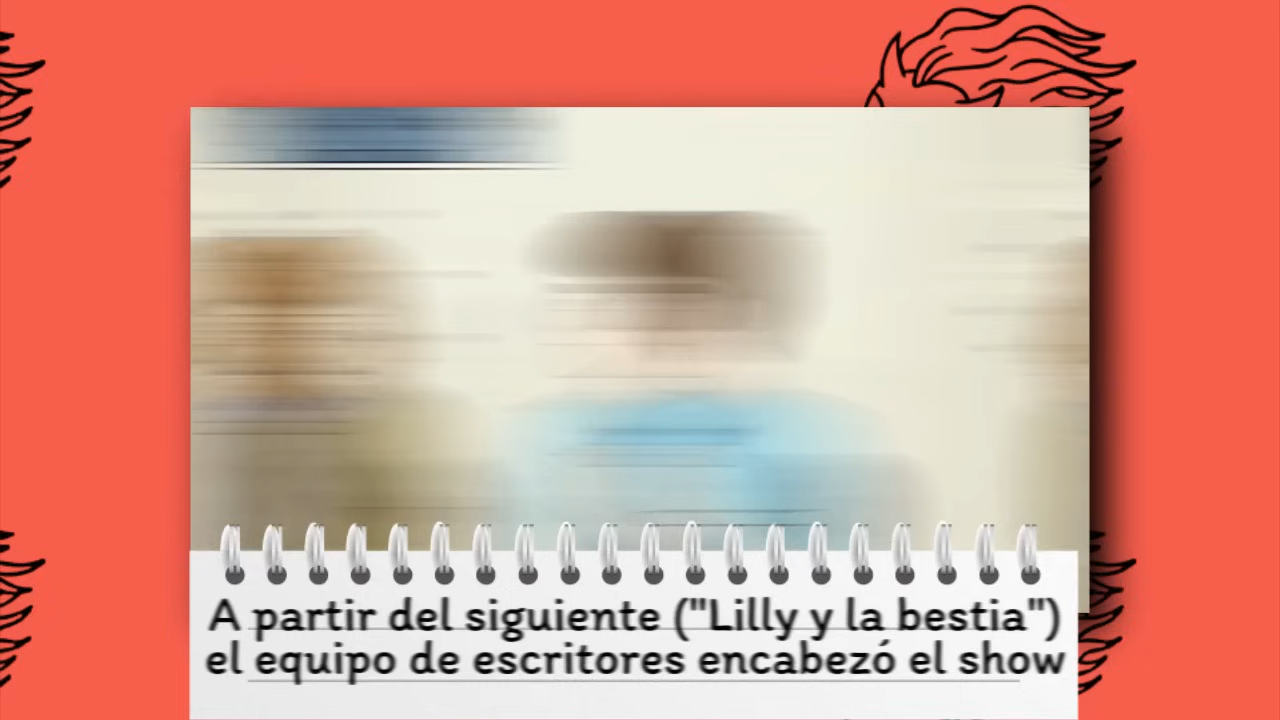 A partir del siguiente ("Lilly y la bestia")
el equipo de escritores encabezó el show